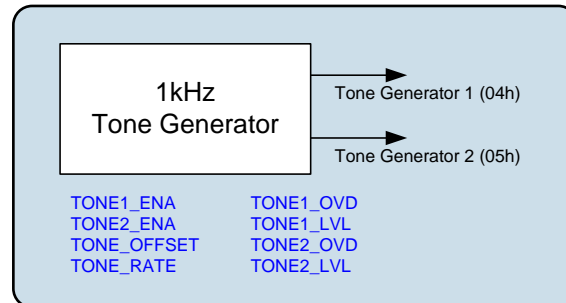 1kHz
Tone Generator
Tone Generator 1 (04h)
Tone Generator 2 (05h)
TONE1_ENA
TONE2_ENA
TONE_OFFSET
TONE_RATE
TONE1_OVD
TONE1_LVL
TONE2_OVD
TONE2_LVL